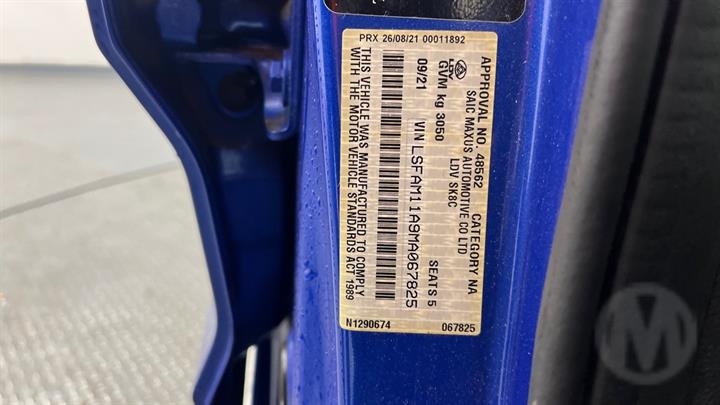 PRX 26/08/21 00011892
APPROVAL NO. 48562 CATEGORY NA
SAIC MAXUS AUTOMOTIVE CO LTD
LDV SK8C
LDV
GVM kg 3050 SEATS 5
09/21 VIN LSFAM11A9MA067825
THIS VEHICLE WAS MANUFACTURED TO COMPLY
WITH THE MOTOR VEHICLE STANDARDS ACT 1989
N1290674 067825
M